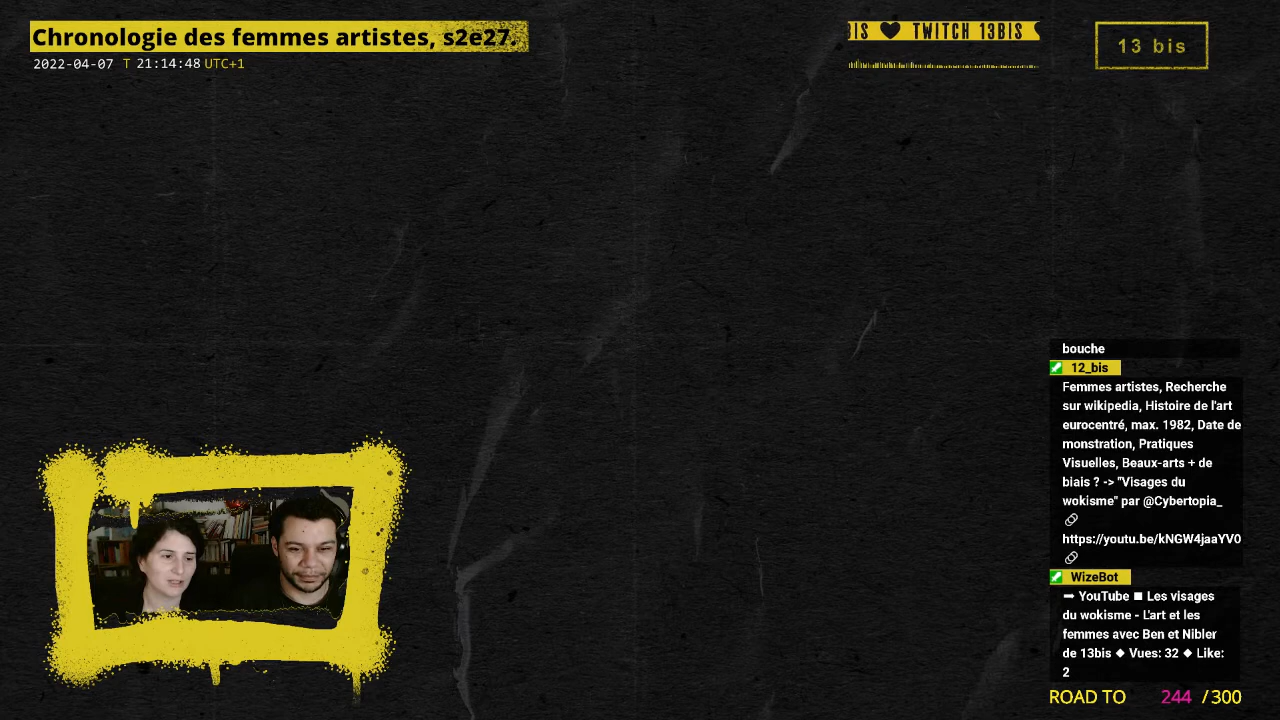 Chronologie des femmes artistes, s2e27.
2022-04-07 T 21:14:48 UTC+1
IS ♥ TWITCH 13BIS
13 bis
bouche
12_bis
Femmes artistes, Recherche
sur wikipedia, Histoire de l'art
eurocentré, max. 1982, Date de
monstration, Pratiques
Visuelles, Beaux-arts + de
biais ? -> "Visages du
wokisme" par @Cybertopia_
https://youtu.be/kNGW4jaaYV0
WizeBot
➡ YouTube ■ Les visages
du wokisme - L'art et les
femmes avec Ben et Nibler
de 13bis ◆ Vues: 32 ◆ Like:
2
ROAD TO 244 / 300